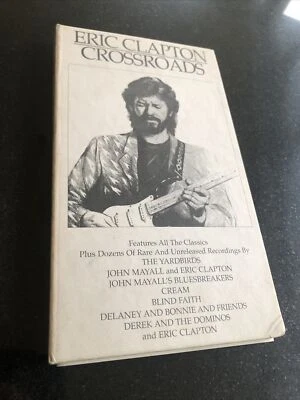 ERIC CLAPTON
CROSSROADS
Features All The Classics
Plus Dozens Of Rare And Unreleased Recordings By
THE YARDBIRDS
JOHN MAYALL and ERIC CLAPTON
JOHN MAYALL'S BLUESBREAKERS
CREAM
BLIND FAITH
DELANEY AND BONNIE AND FRIENDS
DEREK AND THE DOMINOS
and ERIC CLAPTON